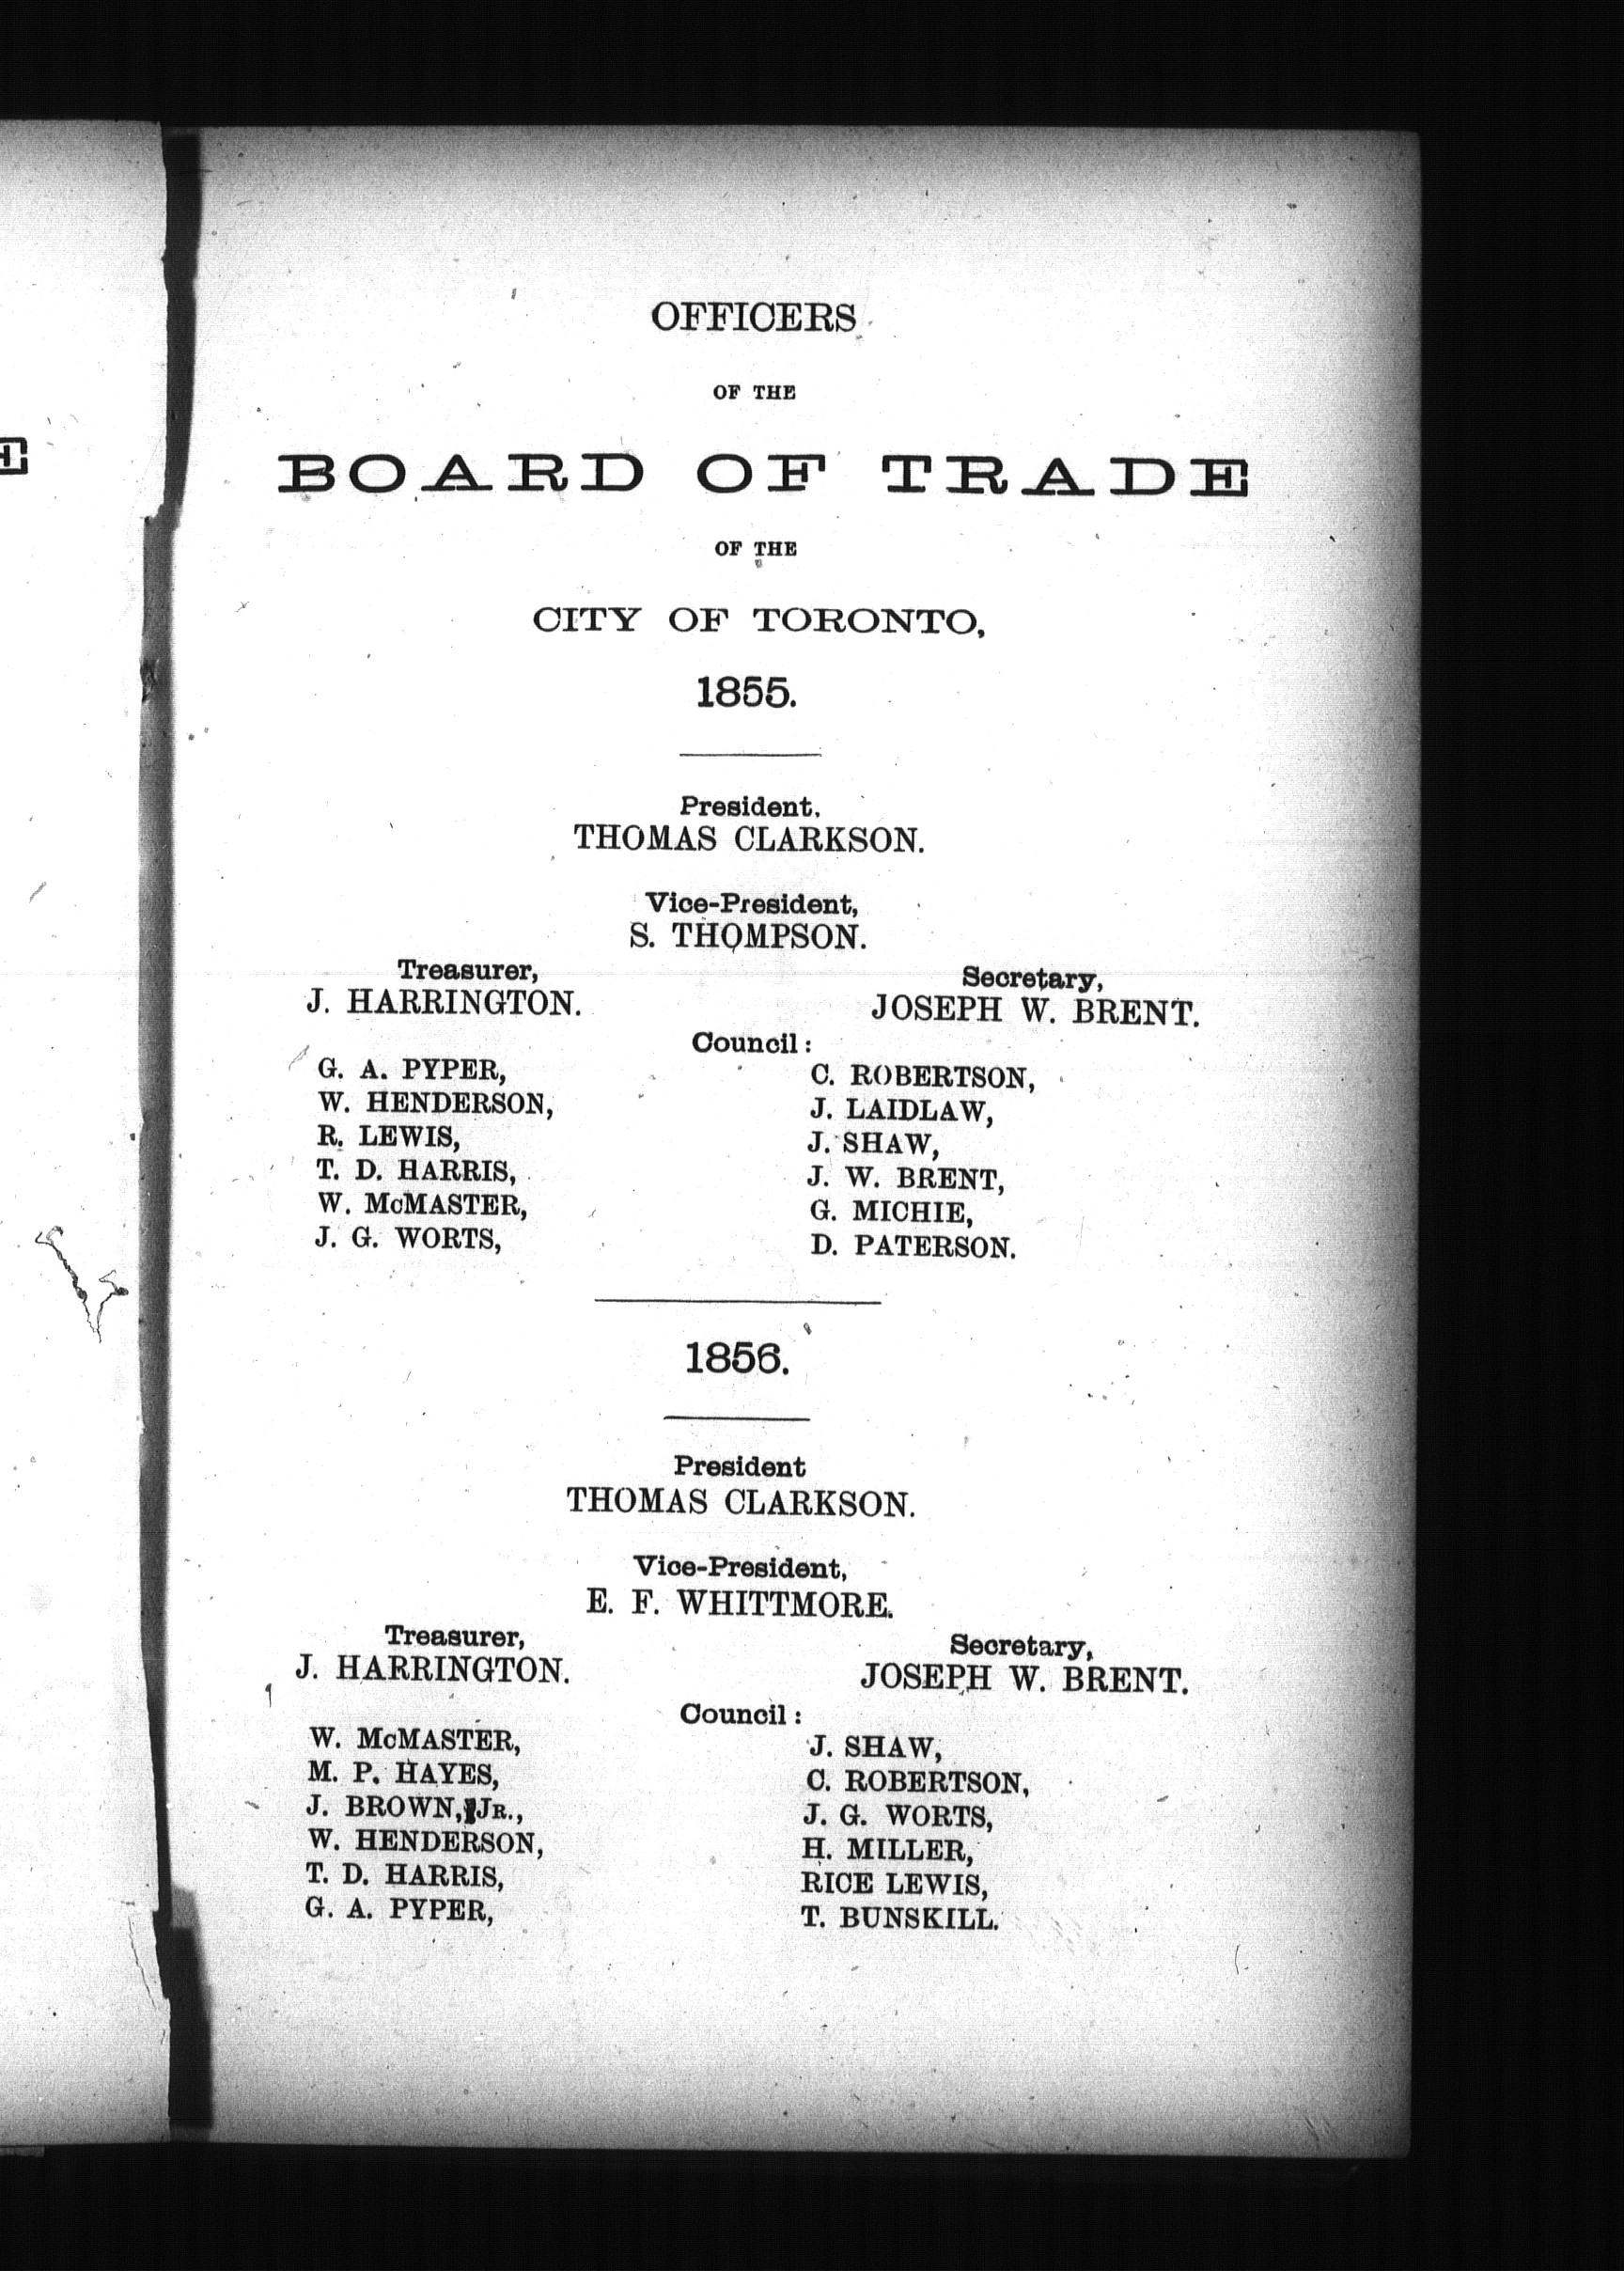 OFFICERS
OF THE
BOARD OF TRADE
OF THE
CITY OF TORONTO,
1855.
President.
THOMAS CLARKSON.
Vice-President,
S. THOMPSON.
Treasurer,
J. HARRINGTON.
Secretary,
JOSEPH W. BRENT.
Council:
G. A. PYPER,
W. HENDERSON,
R. LEWIS,
T. D. HARRIS,
W. McMASTER,
J. G. WORTS,
C. ROBERTSON,
J. LAIDLAW,
J. SHAW,
J. W. BRENT,
G. MICHIE,
D. PATERSON.
1856.
President
THOMAS CLARKSON.
Vice-President,
E. F. WHITTMORE.
Treasurer,
J. HARRINGTON.
Secretary,
JOSEPH W. BRENT.
Council:
W. McMASTER,
M. P. HAYES,
J. BROWN, JR.,
W. HENDERSON,
T. D. HARRIS,
G. A. PYPER,
J. SHAW,
C. ROBERTSON,
J. G. WORTS,
H. MILLER,
RICE LEWIS,
T. BUNSKILL.